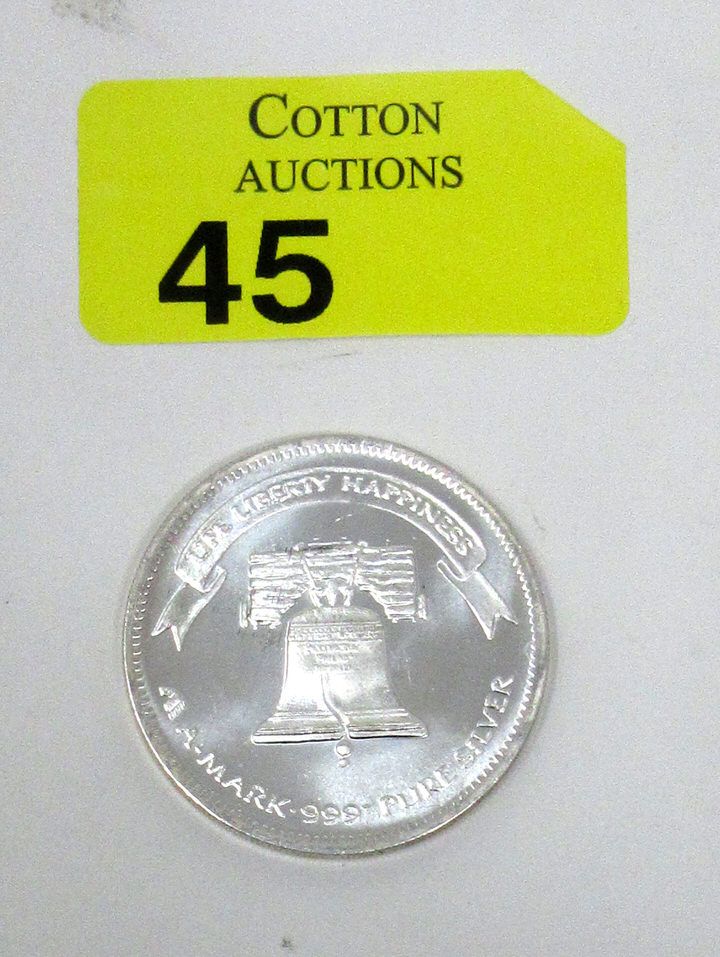 COTTON
AUCTIONS
45
LIFE LIBERTY HAPPINESS
A-MARK · 999+ PURE SILVER